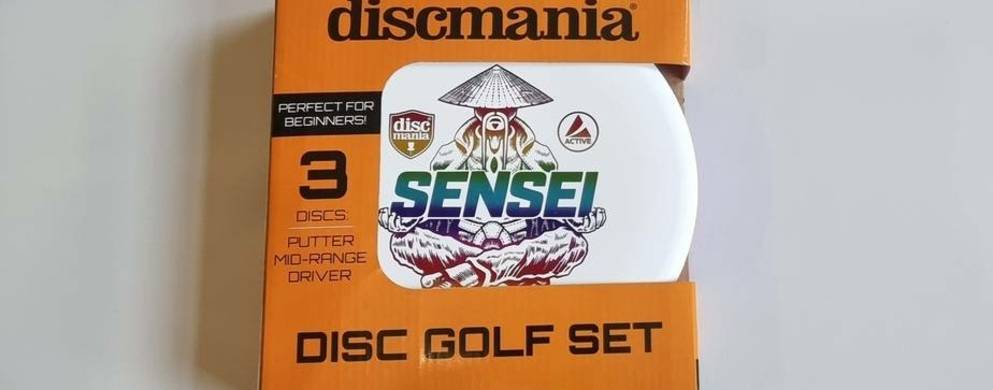 discmania
PERFECT FOR
BEGINNERS!
3
DISCS:
PUTTER
MID-RANGE
DRIVER
disc
mania
ACTIVE
SENSEI
DISC GOLF SET